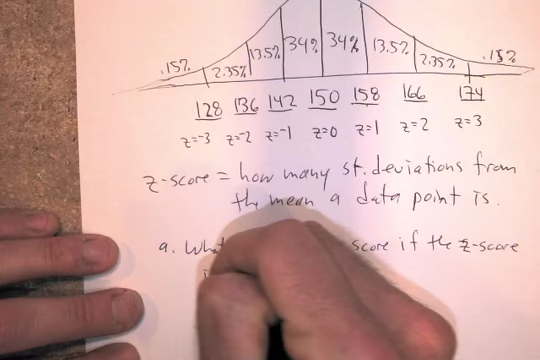 .15% 2.35% 13.5% 34% 34% 13.5% 2.35% .15%
128 136 142 150 158 166 174
z=-3 z=-2 z=-1 z=0 z=1 z=2 z=3
z-score = how many st. deviations from
the mean a data point is.
a. What score if the z-score